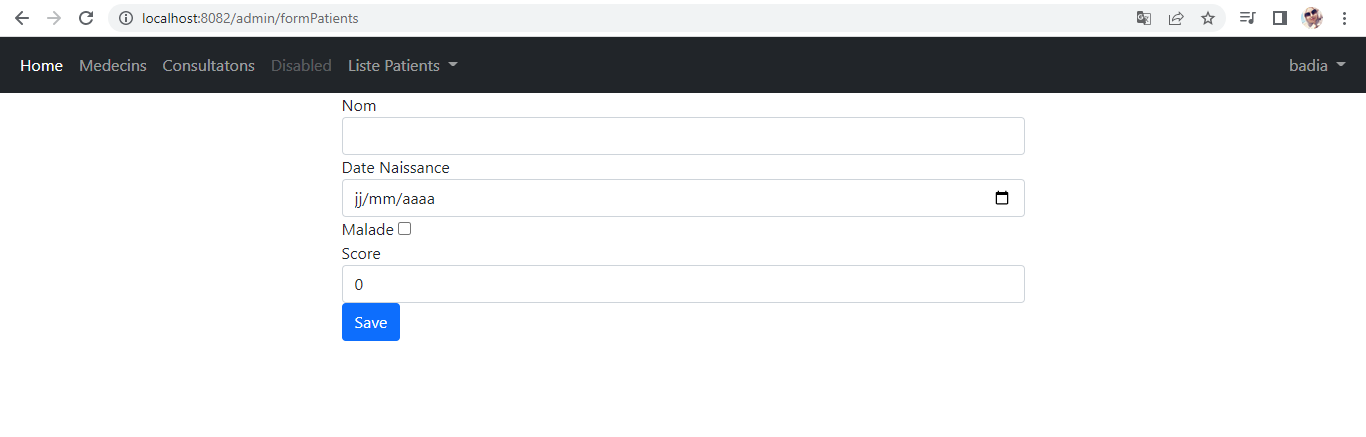 localhost:8082/admin/formPatients
Home Medecins Consultatons Disabled Liste Patients badia
Nom
Date Naissance
jj/mm/aaaa
Malade
Score
0
Save